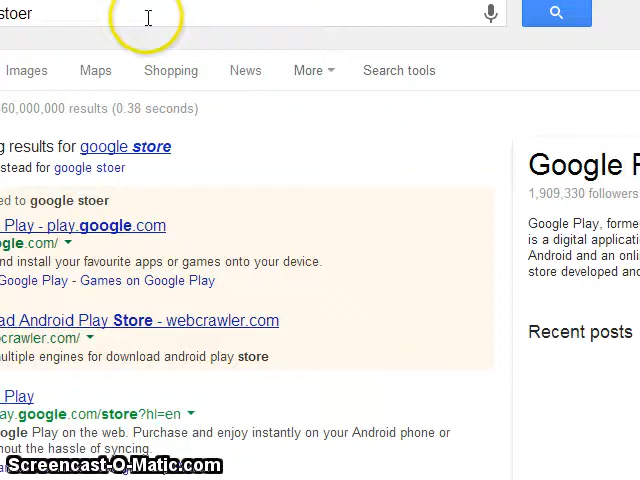 stoer
Images Maps Shopping News More Search tools
60,000,000 results (0.38 seconds)
g results for google store
stead for google stoer
ed to google stoer
Play - play.google.com
gle.com/
nd install your favourite apps or games onto your device.
Google Play - Games on Google Play
ad Android Play Store - webcrawler.com
crawler.com/
ultiple engines for download android play store
Play
ay.google.com/store?hl=en
ogle Play on the web. Purchase and enjoy instantly on your Android phone or
hout the hassle of syncing.
Google P
1,909,330 followers
Google Play, forme
is a digital applicatio
Android and an onli
store developed and
Recent posts
Screencast-O-Matic.com